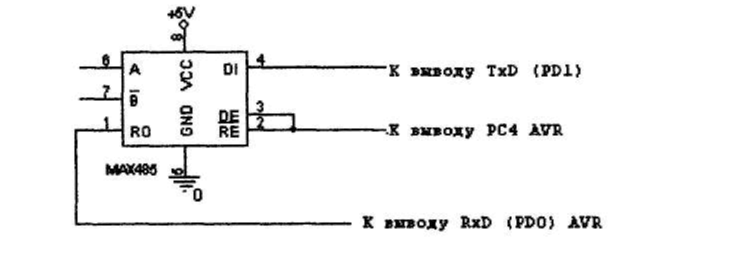 +5V
8
6 A VCC DI 4 К выводу TxD (PD1)
7 B
3 DE
1 RO GND RE 2 К выводу PC4 AVR
MAX485 5
0
К выводу RxD (PD0) AVR